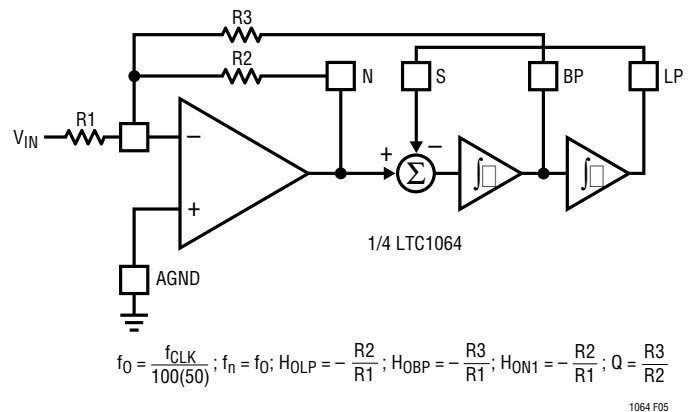 R3
R2
N
S
BP
LP
R1
V_IN
−
+
+
−
Σ
∫
∫
1/4 LTC1064
AGND
f_O = f_CLK / 100(50) ; f_n = f_O; H_OLP = − R2/R1 ; H_OBP = − R3/R1 ; H_ON1 = − R2/R1 ; Q = R3/R2
1064 F05